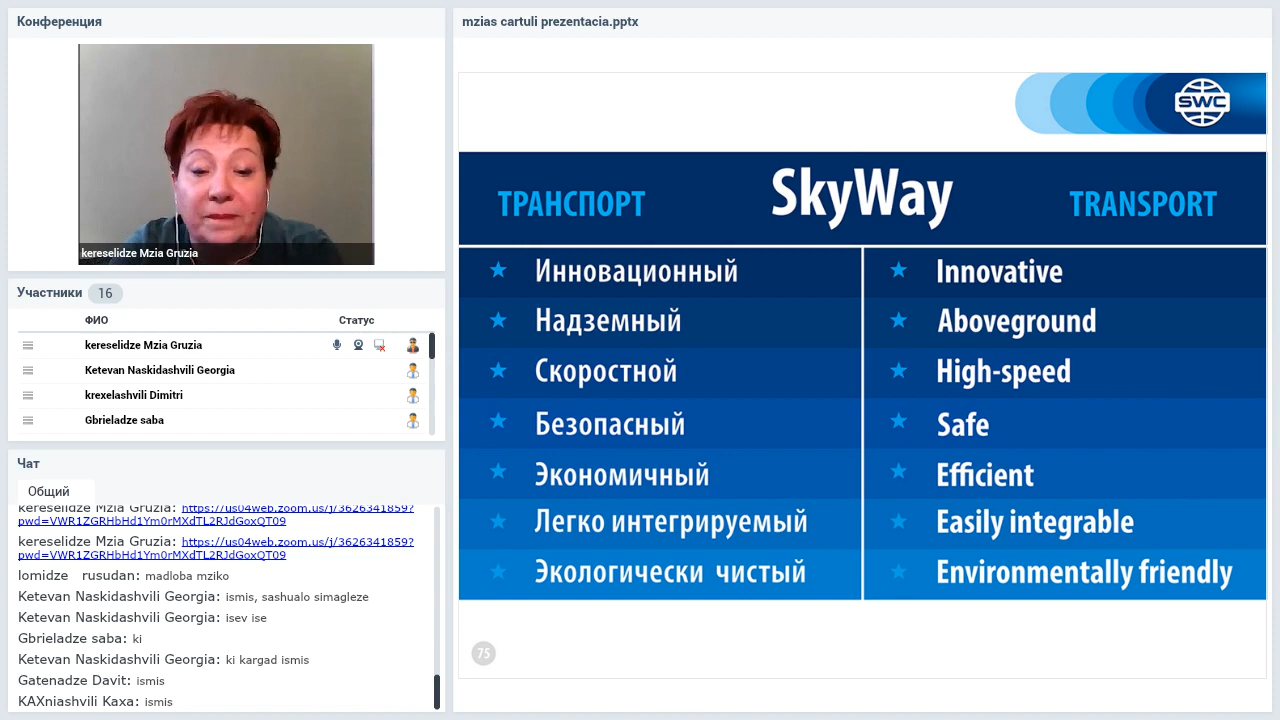 Конференция
kereselidze Mzia Gruzia
Участники 16
ФИО Статус
kereselidze Mzia Gruzia
Ketevan Naskidashvili Georgia
krexelashvili Dimitri
Gbrieladze saba
Чат
Общий
kereselidze Mzia Gruzia: https://us04web.zoom.us/j/3626341859?
pwd=VWR1ZGRHbHd1Ym0rMXdTL2RJdGoxQT09
kereselidze Mzia Gruzia: https://us04web.zoom.us/j/3626341859?
pwd=VWR1ZGRHbHd1Ym0rMXdTL2RJdGoxQT09
lomidze rusudan: madloba mziko
Ketevan Naskidashvili Georgia: ismis, sashualo simagleze
Ketevan Naskidashvili Georgia: isev ise
Gbrieladze saba: ki
Ketevan Naskidashvili Georgia: ki kargad ismis
Gatenadze Davit: ismis
KAXniashvili Kaxa: ismis
mzias cartuli prezentacia.pptx
SWC
ТРАНСПОРТ SkyWay TRANSPORT
Инновационный Innovative
Надземный Aboveground
Скоростной High-speed
Безопасный Safe
Экономичный Efficient
Легко интегрируемый Easily integrable
Экологически чистый Environmentally friendly
75